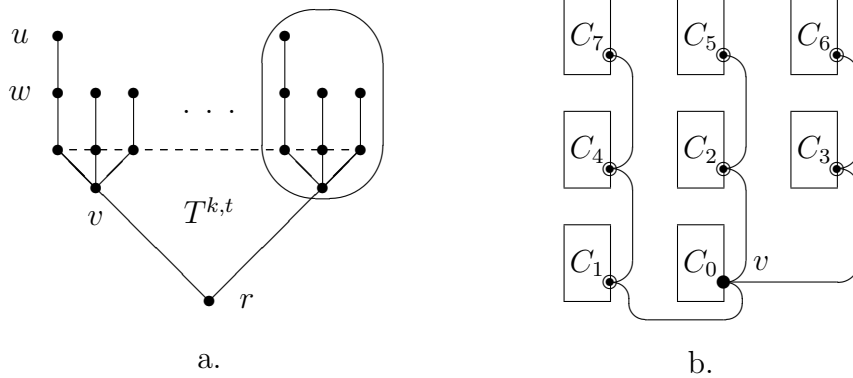 u
w
. . .
v
T^{k,t}
r
a.
C_7 C_5 C_6
C_4 C_2 C_3
C_1 C_0 v
b.